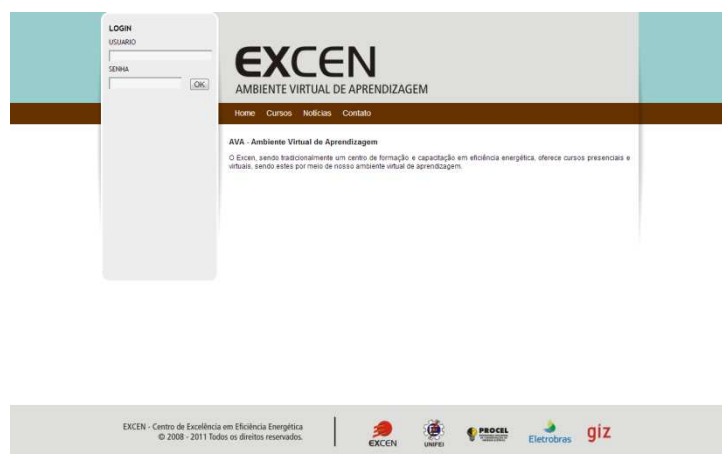 LOGIN
USUARIO
SENHA
OK
EXCEN
AMBIENTE VIRTUAL DE APRENDIZAGEM
Home Cursos Notícias Contato
AVA - Ambiente Virtual de Aprendizagem
O Excen, sendo tradicionalmente um centro de formação e capacitação em eficiência energética, oferece cursos presenciais e
virtuais, sendo estes por meio de nosso ambiente virtual de aprendizagem.
EXCEN - Centro de Excelência em Eficiência Energética
© 2008 - 2011 Todos os direitos reservados.
EXCEN
UNIFEI
PROCEL
Eletrobras
giz